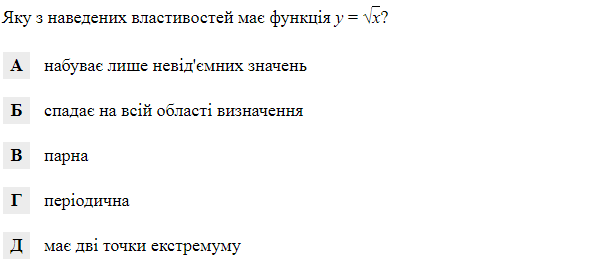 Яку з наведених властивостей має функція y = √x?
А набуває лише невід'ємних значень
Б спадає на всій області визначення
В парна
Г періодична
Д має дві точки екстремуму